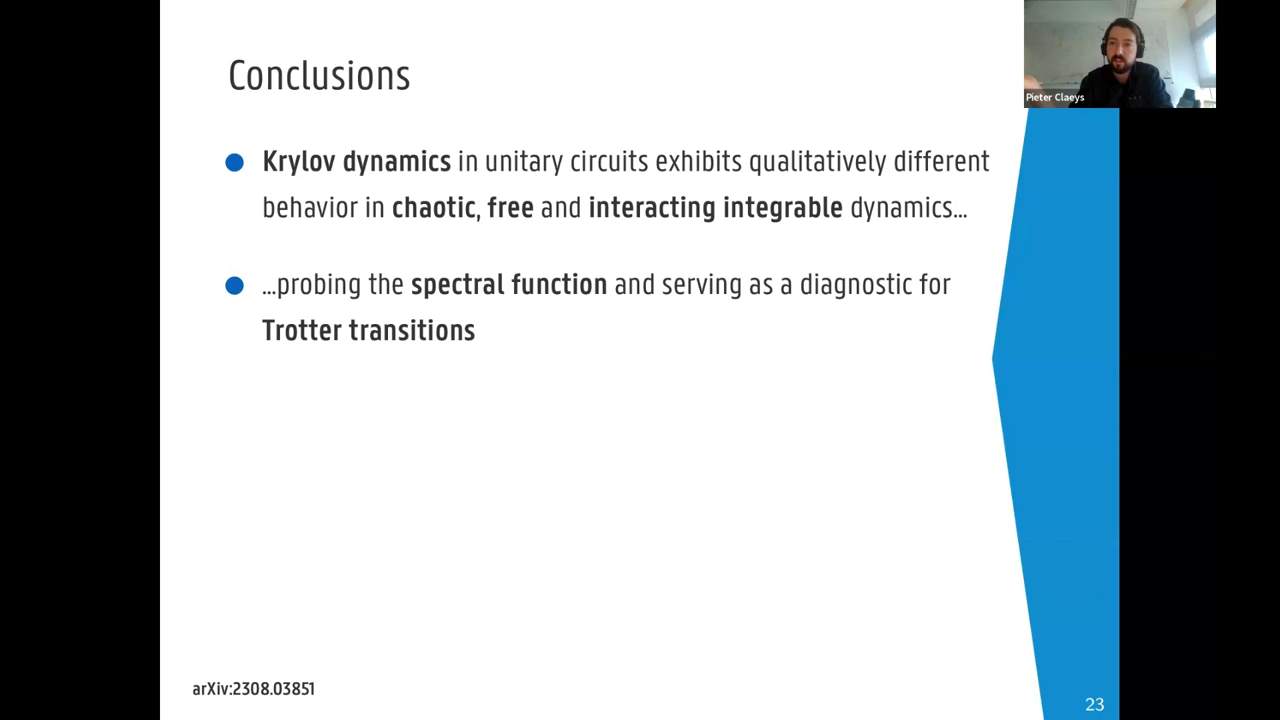 Conclusions
Pieter Claeys
● Krylov dynamics in unitary circuits exhibits qualitatively different
behavior in chaotic, free and interacting integrable dynamics...
● ...probing the spectral function and serving as a diagnostic for
Trotter transitions
arXiv:2308.03851
23